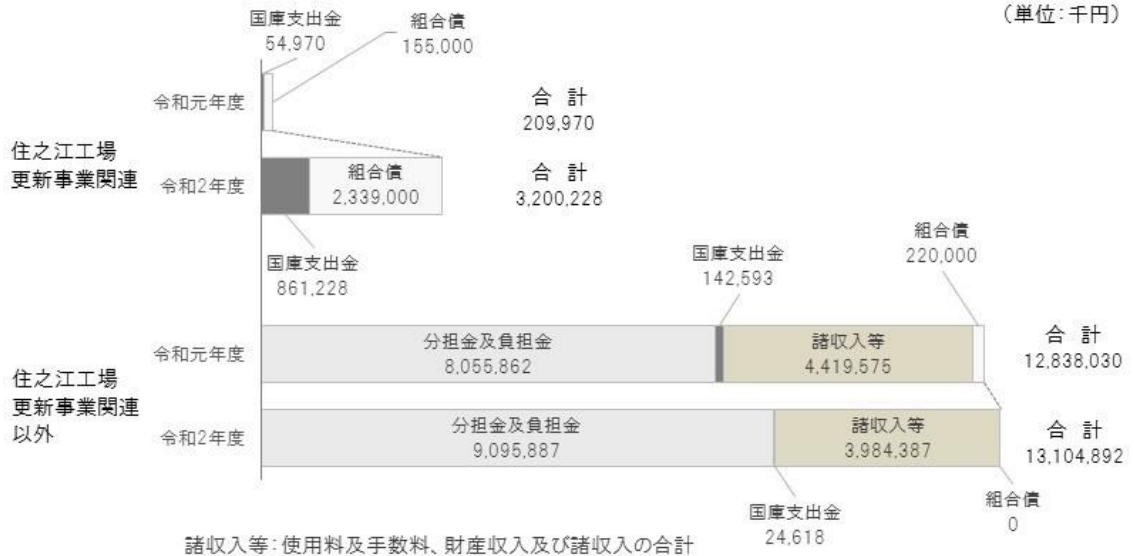 (単位:千円)
国庫支出金
54,970
組合債
155,000
住之江工場
更新事業関連
令和元年度
合 計
209,970
令和2年度
組合債
2,339,000
合 計
3,200,228
国庫支出金
861,228
国庫支出金
142,593
組合債
220,000
住之江工場
更新事業関連
以外
令和元年度
分担金及負担金
8,055,862
諸収入等
4,419,575
合 計
12,838,030
令和2年度
分担金及負担金
9,095,887
諸収入等
3,984,387
合 計
13,104,892
国庫支出金
24,618
組合債
0
諸収入等:使用料及手数料、財産収入及び諸収入の合計